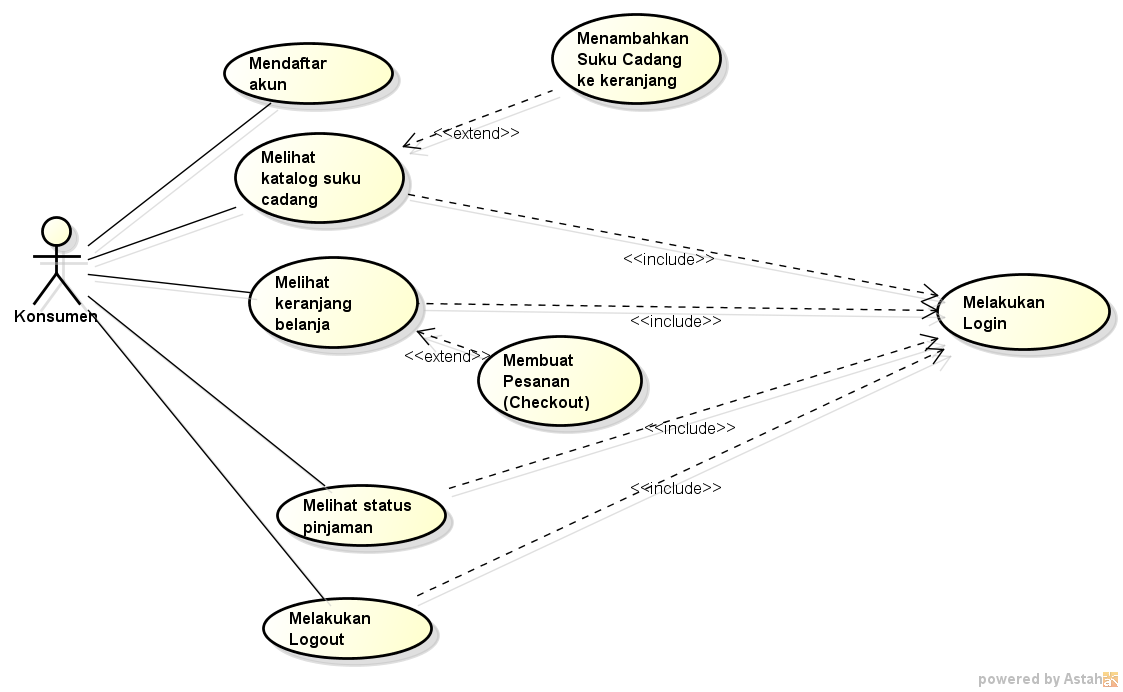 Mendaftar
akun
Menambahkan
Suku Cadang
ke keranjang
<<extend>>
Melihat
katalog suku
cadang
<<include>>
Konsumen
Melihat
keranjang
belanja
<<include>>
Melakukan
Login
<<extend>>
Membuat
Pesanan
(Checkout)
<<include>>
Melihat status
pinjaman
<<include>>
Melakukan
Logout
powered by Astah